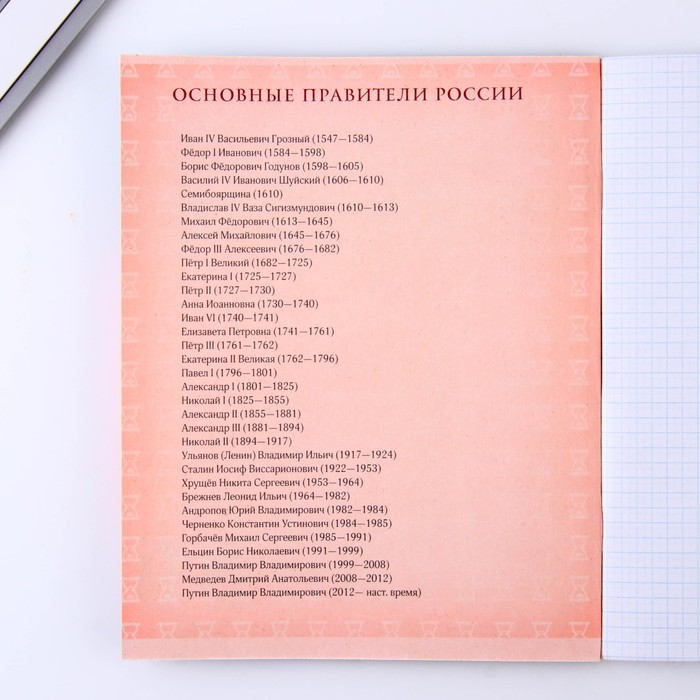 ОСНОВНЫЕ ПРАВИТЕЛИ РОССИИ
Иван IV Васильевич Грозный (1547—1584)
Фёдор I Иванович (1584—1598)
Борис Фёдорович Годунов (1598—1605)
Василий IV Иванович Шуйский (1606—1610)
Семибоярщина (1610)
Владислав IV Ваза Сигизмундович (1610—1613)
Михаил Фёдорович (1613—1645)
Алексей Михайлович (1645—1676)
Фёдор III Алексеевич (1676—1682)
Пётр I Великий (1682—1725)
Екатерина I (1725—1727)
Пётр II (1727—1730)
Анна Иоанновна (1730—1740)
Иван VI (1740—1741)
Елизавета Петровна (1741—1761)
Пётр III (1761—1762)
Екатерина II Великая (1762—1796)
Павел I (1796—1801)
Александр I (1801—1825)
Николай I (1825—1855)
Александр II (1855—1881)
Александр III (1881—1894)
Николай II (1894—1917)
Ульянов (Ленин) Владимир Ильич (1917—1924)
Сталин Иосиф Виссарионович (1922—1953)
Хрущёв Никита Сергеевич (1953—1964)
Брежнев Леонид Ильич (1964—1982)
Андропов Юрий Владимирович (1982—1984)
Черненко Константин Устинович (1984—1985)
Горбачёв Михаил Сергеевич (1985—1991)
Ельцин Борис Николаевич (1991—1999)
Путин Владимир Владимирович (1999—2008)
Медведев Дмитрий Анатольевич (2008—2012)
Путин Владимир Владимирович (2012— наст. время)